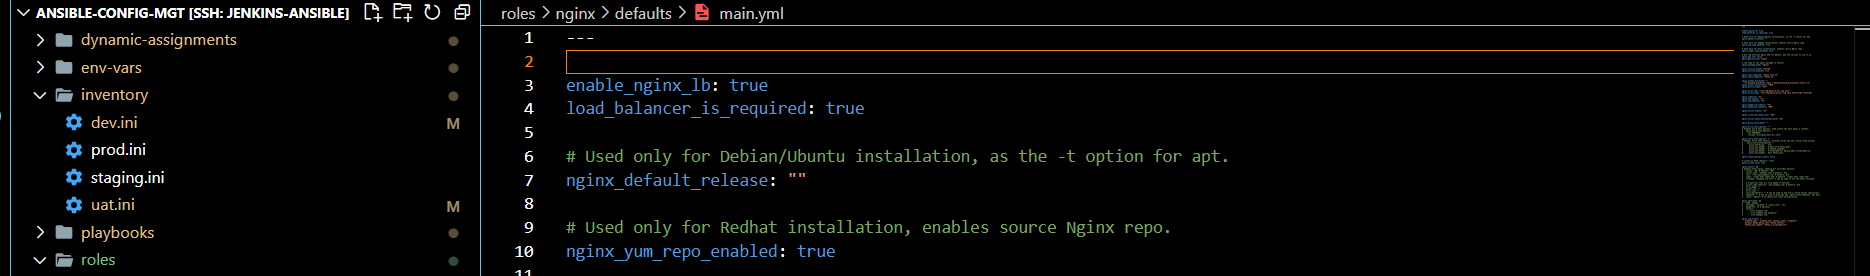 ANSIBLE-CONFIG-MGT [SSH: JENKINS-ANSIBLE]
dynamic-assignments
env-vars
inventory
dev.ini M
prod.ini
staging.ini
uat.ini M
playbooks
roles
roles > nginx > defaults > main.yml
1 ---
2
3 enable_nginx_lb: true
4 load_balancer_is_required: true
5
6 # Used only for Debian/Ubuntu installation, as the -t option for apt.
7 nginx_default_release: ""
8
9 # Used only for Redhat installation, enables source Nginx repo.
10 nginx_yum_repo_enabled: true
11